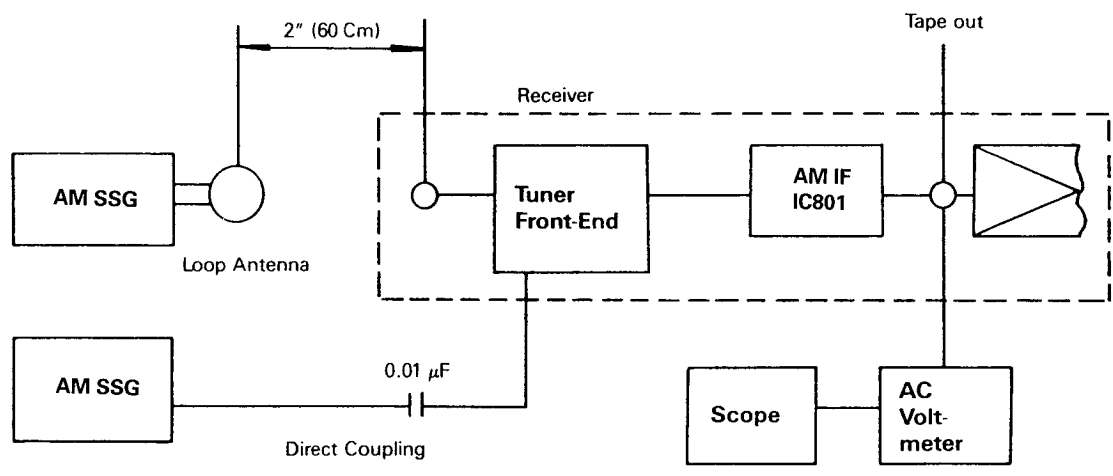 2" (60 Cm)
Tape out
Receiver
AM SSG
Tuner
Front-End
AM IF
IC801
Loop Antenna
AM SSG
0.01 μF
Direct Coupling
Scope
AC
Volt-
meter